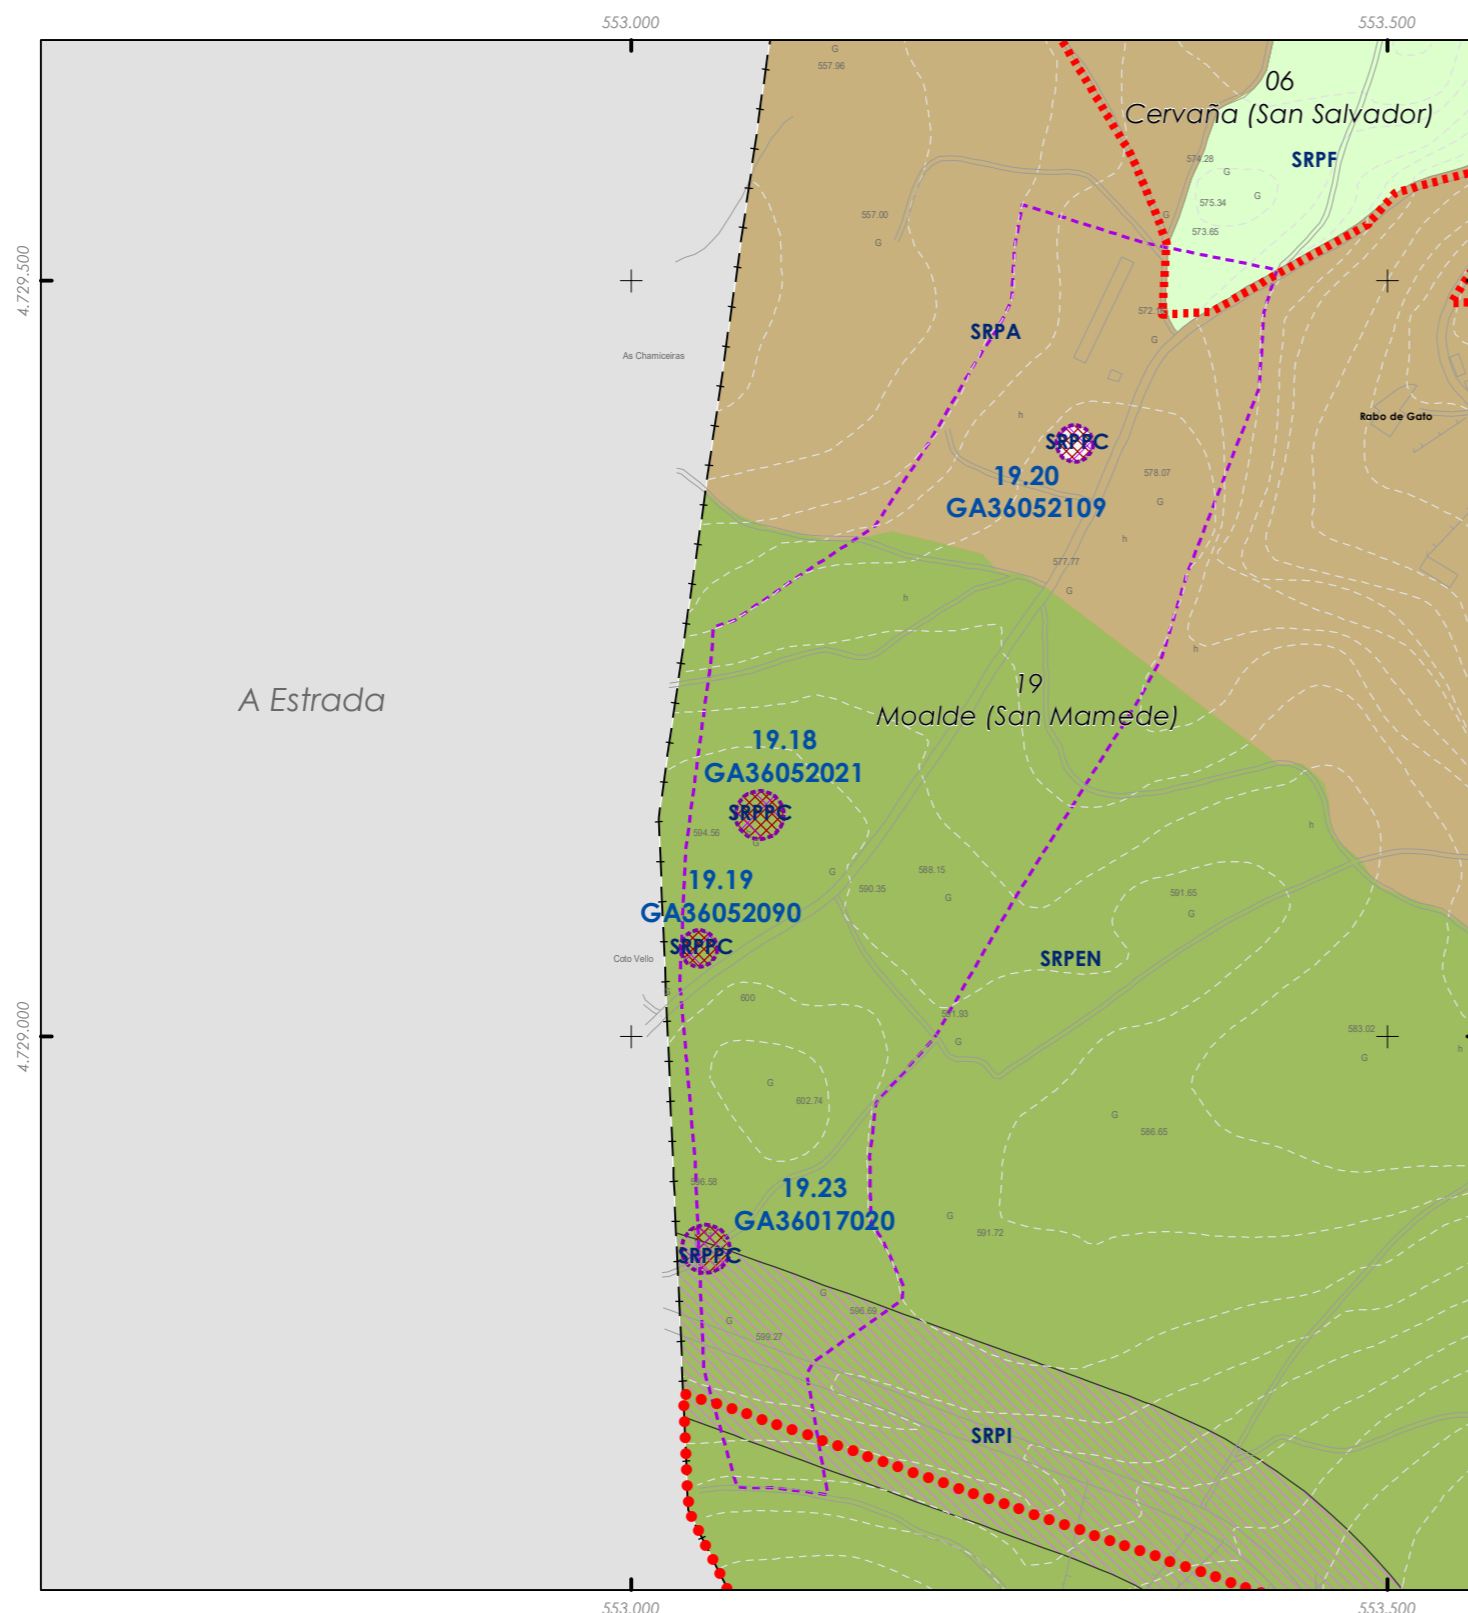 553.000
553.500
G
557.96
06
Cervaña (San Salvador)
SRPF
574.28
G
G
575.34
557.00
G
573.65
G
4.729.500
SRPA
G
As Chamiceiras
h
Rabo de Gato
SRPPC
19.20
GA36052109
578.07
G
h
577.77
G
h
h
A Estrada
19
Moalde (San Mamede)
19.18
GA36052021
SRPPC
594.56
G
h
19.19
GA36052090
G
590.35
588.15
G
591.65
G
SRPPC
Coto Vello
SRPEN
600
4.729.000
G
583.02
G
h
G
602.74
G
586.65
596.58
19.23
GA36017020
G
591.72
SRPPC
G
596.69
G
599.27
SRPI
553.000
553.500